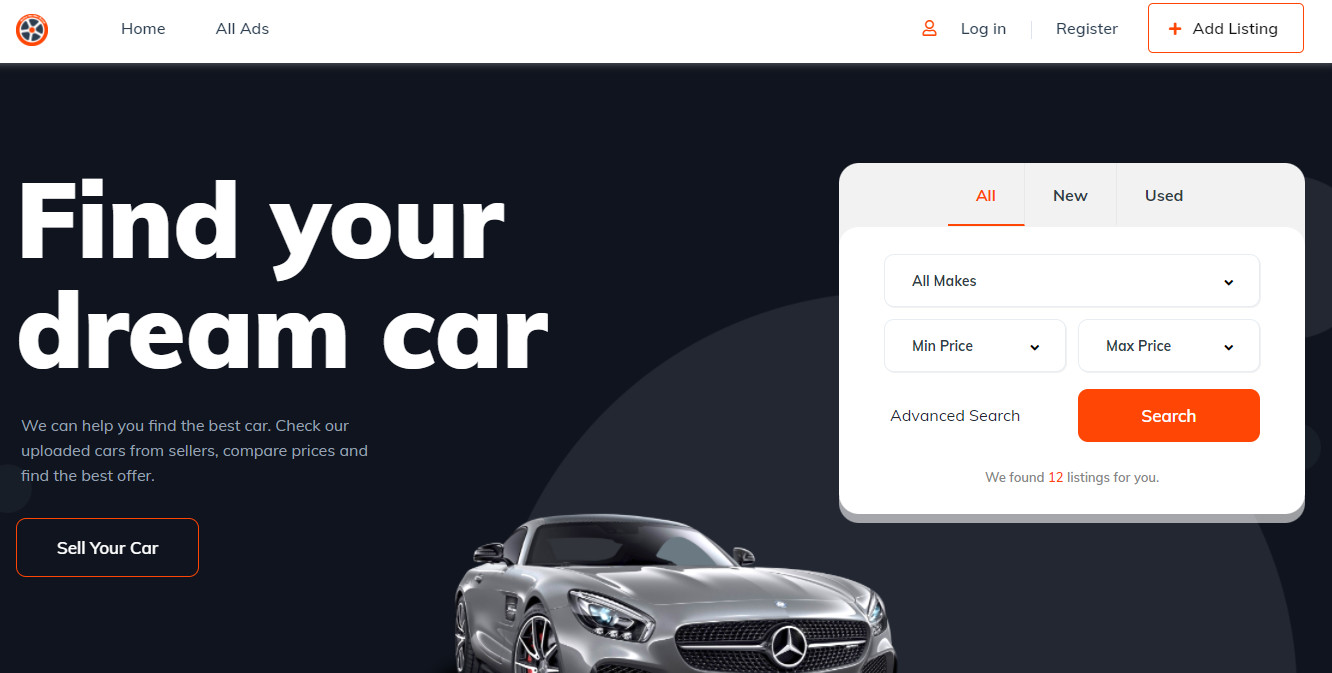 Home
All Ads
Log in
Register
Add Listing
Find your
dream car
We can help you find the best car. Check our
uploaded cars from sellers, compare prices and
find the best offer.
Sell Your Car
All
New
Used
All Makes
Min Price
Max Price
Advanced Search
Search
We found 12 listings for you.